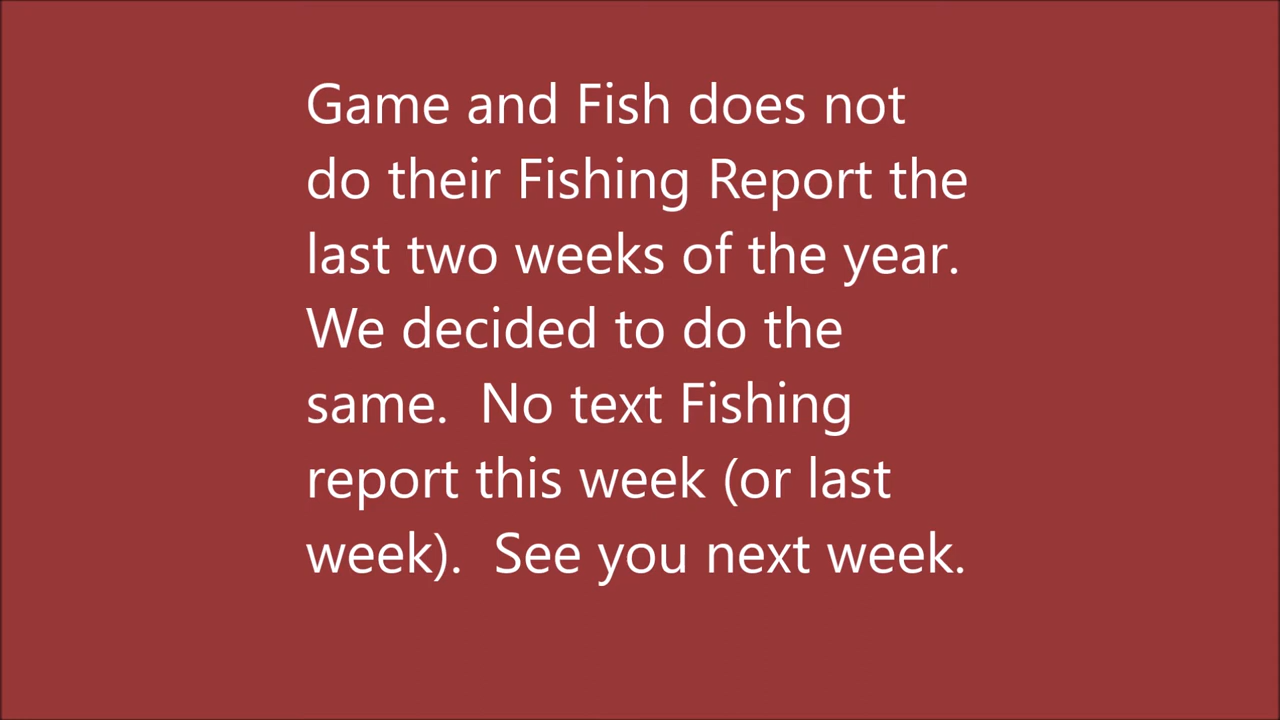 Game and Fish does not
do their Fishing Report the
last two weeks of the year.
We decided to do the
same.  No text Fishing
report this week (or last
week).  See you next week.